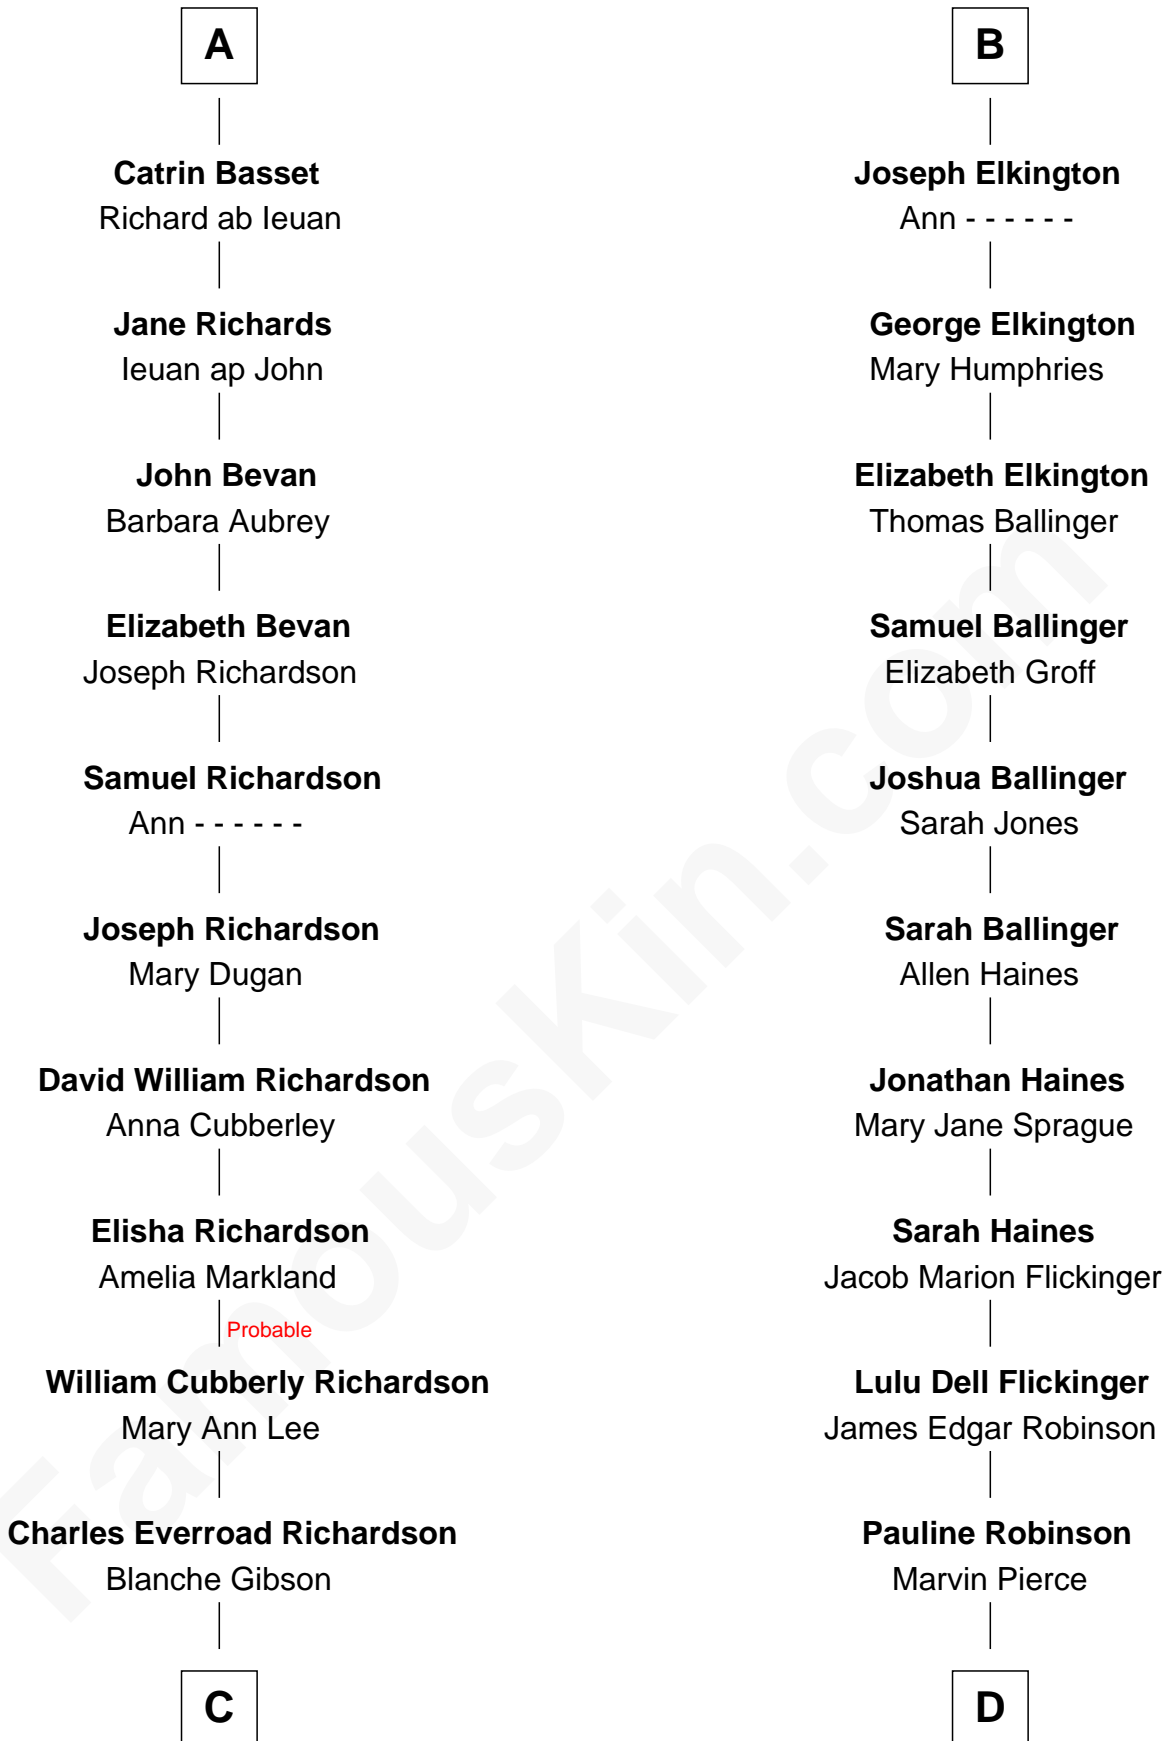 A
Catrin Basset
Richard ab Ieuan
Jane Richards
Ieuan ap John
John Bevan
Barbara Aubrey
Elizabeth Bevan
Joseph Richardson
Samuel Richardson
Ann - - - - - -
Joseph Richardson
Mary Dugan
David William Richardson
Anna Cubberley
Elisha Richardson
Amelia Markland
Probable
William Cubberly Richardson
Mary Ann Lee
Charles Everroad Richardson
Blanche Gibson
C
B
Joseph Elkington
Ann - - - - - -
George Elkington
Mary Humphries
Elizabeth Elkington
Thomas Ballinger
Samuel Ballinger
Elizabeth Groff
Joshua Ballinger
Sarah Jones
Sarah Ballinger
Allen Haines
Jonathan Haines
Mary Jane Sprague
Sarah Haines
Jacob Marion Flickinger
Lulu Dell Flickinger
James Edgar Robinson
Pauline Robinson
Marvin Pierce
D
FamousKin.com